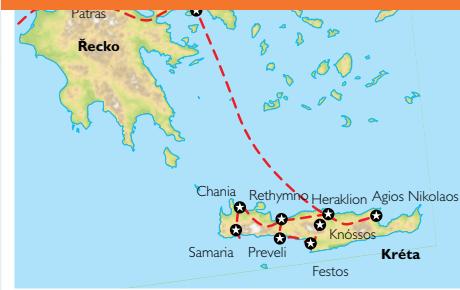 Patras
Řecko
Chania
Rethymno
Heraklion
Agios Nikolaos
Knóssos
Samaria
Preveli
Kréta
Festos